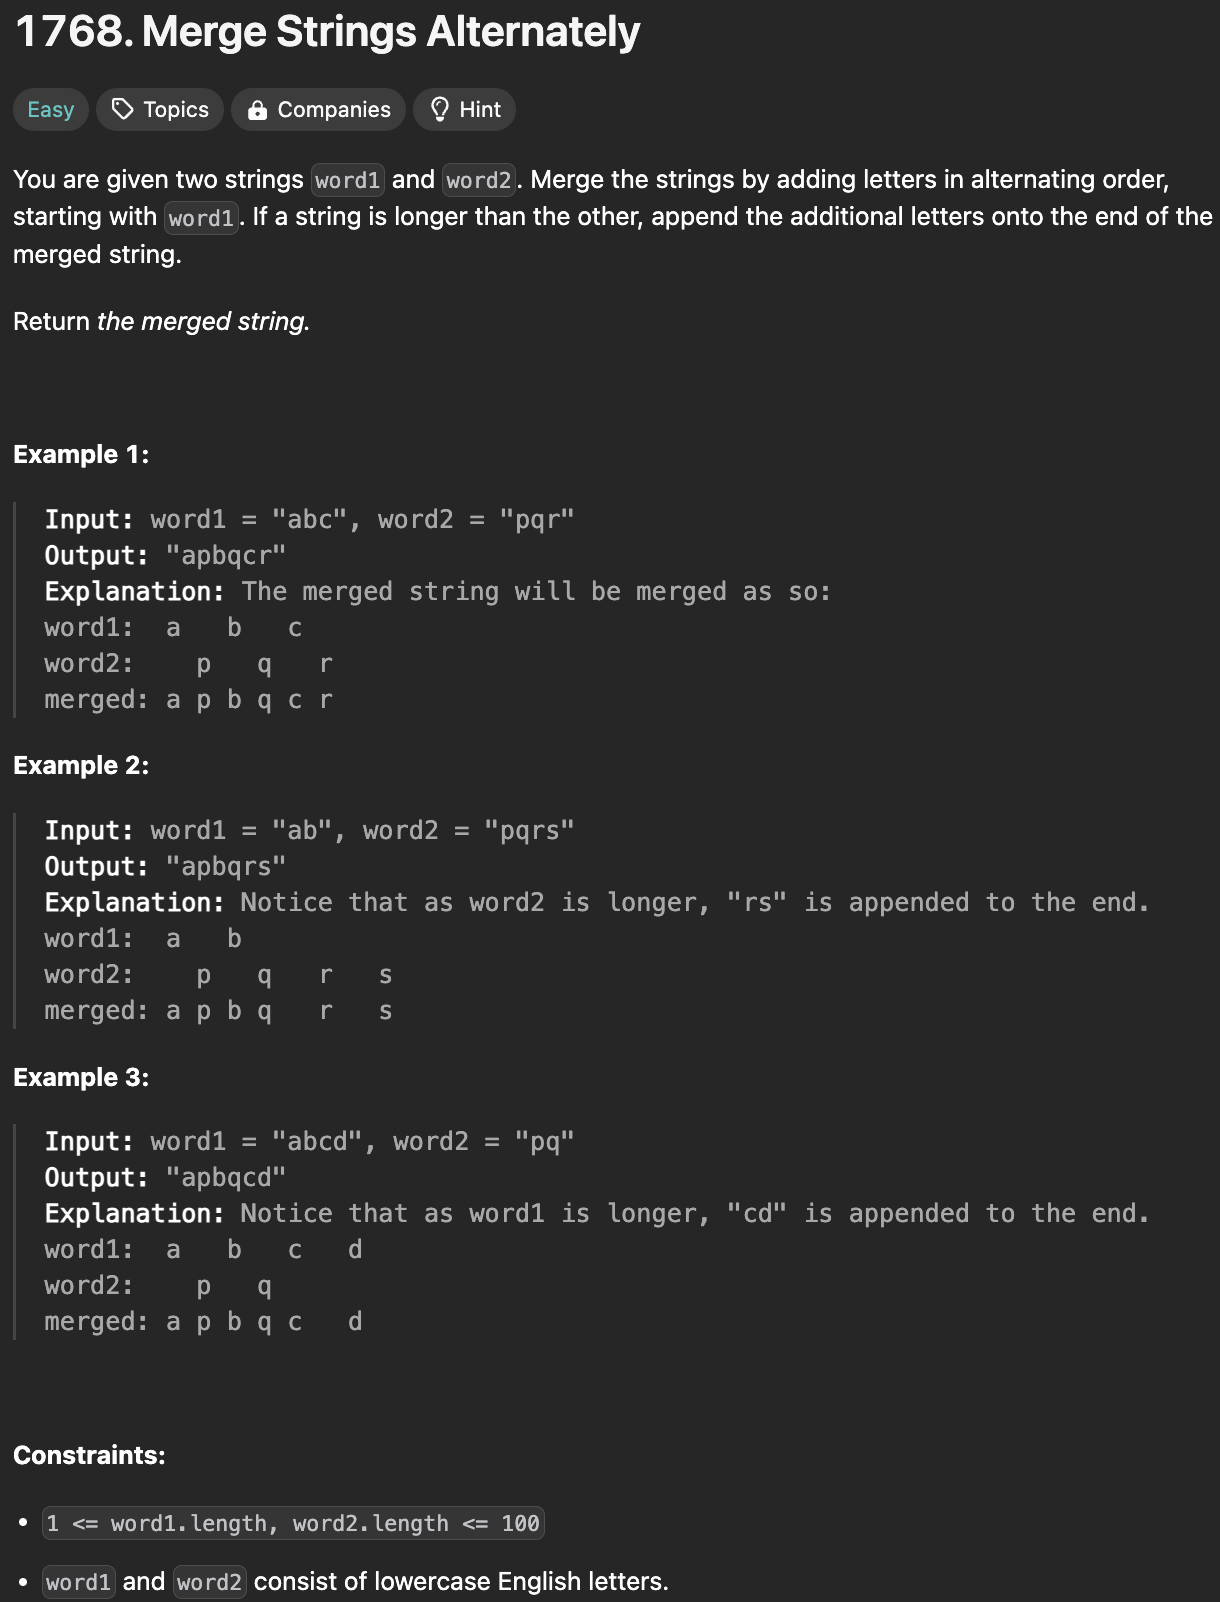 1768. Merge Strings Alternately
Easy Topics Companies Hint
You are given two strings word1 and word2. Merge the strings by adding letters in alternating order,
starting with word1. If a string is longer than the other, append the additional letters onto the end of the
merged string.
Return the merged string.
Example 1:
Input: word1 = "abc", word2 = "pqr"
Output: "apbqcr"
Explanation: The merged string will be merged as so:
word1:  a   b   c
word2:    p   q   r
merged: a p b q c r
Example 2:
Input: word1 = "ab", word2 = "pqrs"
Output: "apbqrs"
Explanation: Notice that as word2 is longer, "rs" is appended to the end.
word1:  a   b
word2:    p   q   r   s
merged: a p b q   r   s
Example 3:
Input: word1 = "abcd", word2 = "pq"
Output: "apbqcd"
Explanation: Notice that as word1 is longer, "cd" is appended to the end.
word1:  a   b   c   d
word2:    p   q
merged: a p b q c   d
Constraints:
• 1 <= word1.length, word2.length <= 100
• word1 and word2 consist of lowercase English letters.